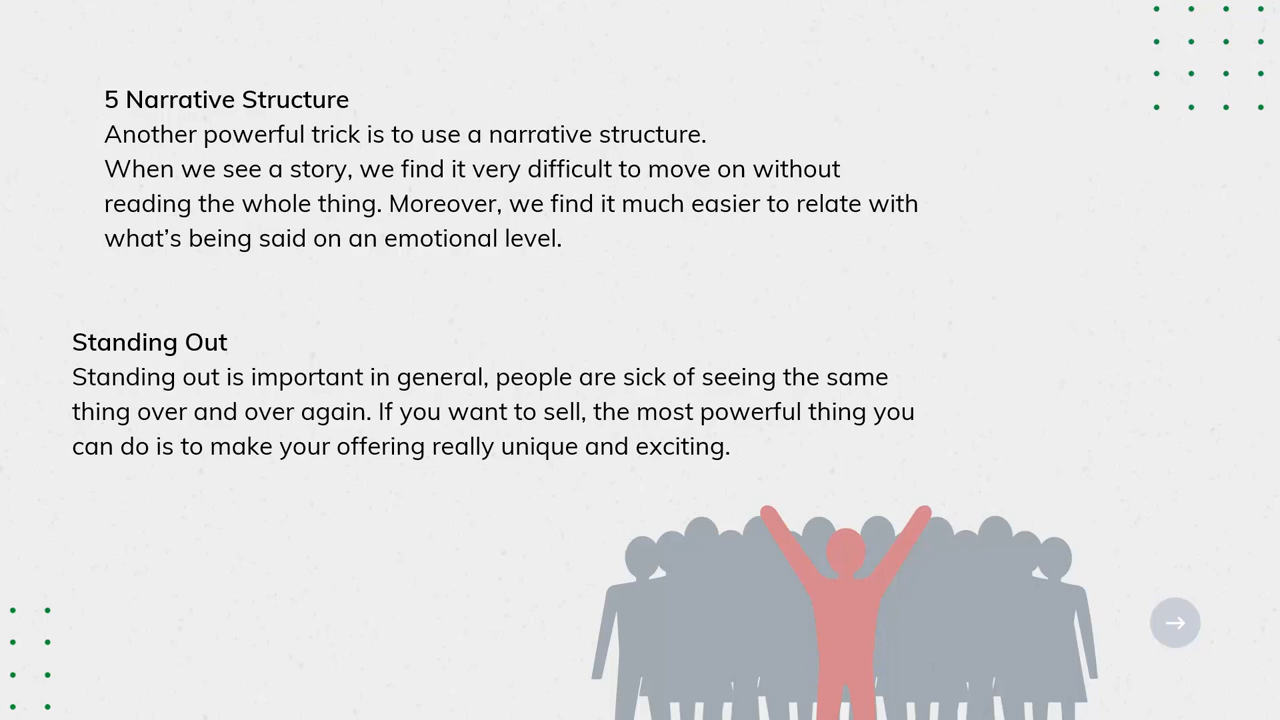 5 Narrative Structure
Another powerful trick is to use a narrative structure.
When we see a story, we find it very difficult to move on without
reading the whole thing. Moreover, we find it much easier to relate with
what’s being said on an emotional level.
Standing Out
Standing out is important in general, people are sick of seeing the same
thing over and over again. If you want to sell, the most powerful thing you
can do is to make your offering really unique and exciting.